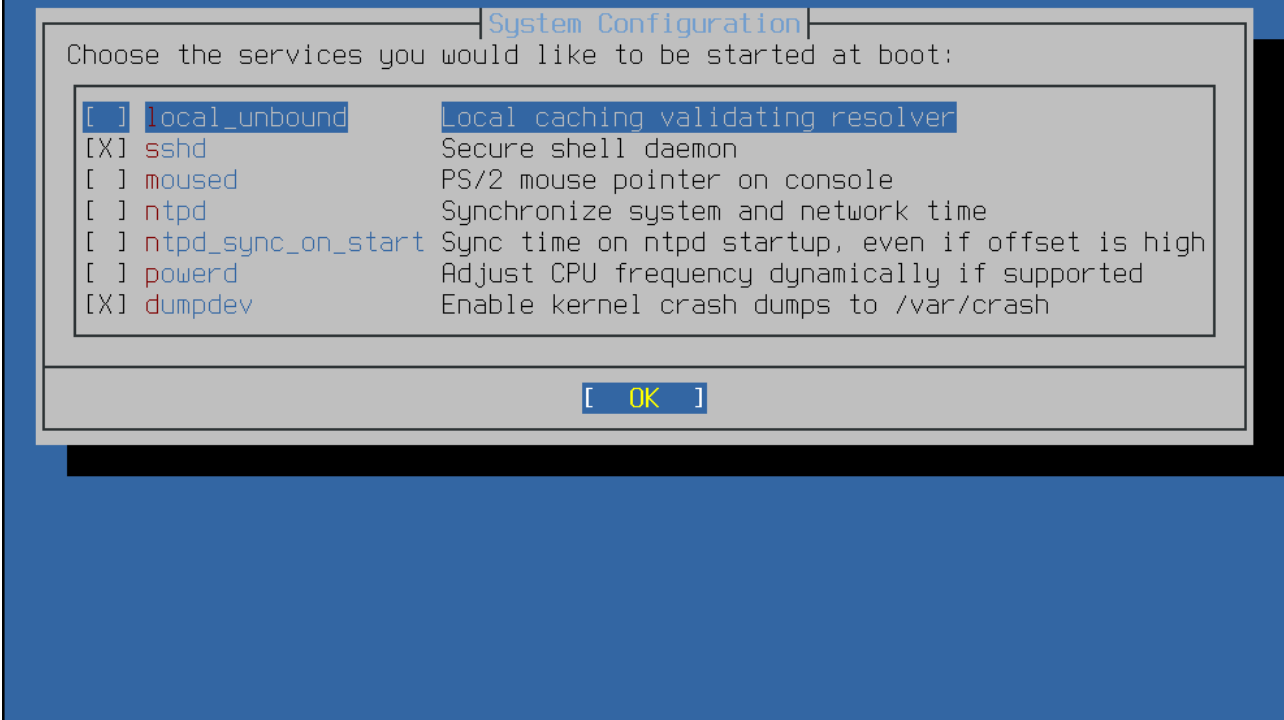 System Configuration
Choose the services you would like to be started at boot:
[ ] local_unbound Local caching validating resolver
[X] sshd Secure shell daemon
[ ] moused PS/2 mouse pointer on console
[ ] ntpd Synchronize system and network time
[ ] ntpd_sync_on_start Sync time on ntpd startup, even if offset is high
[ ] powerd Adjust CPU frequency dynamically if supported
[X] dumpdev Enable kernel crash dumps to /var/crash
[ OK ]